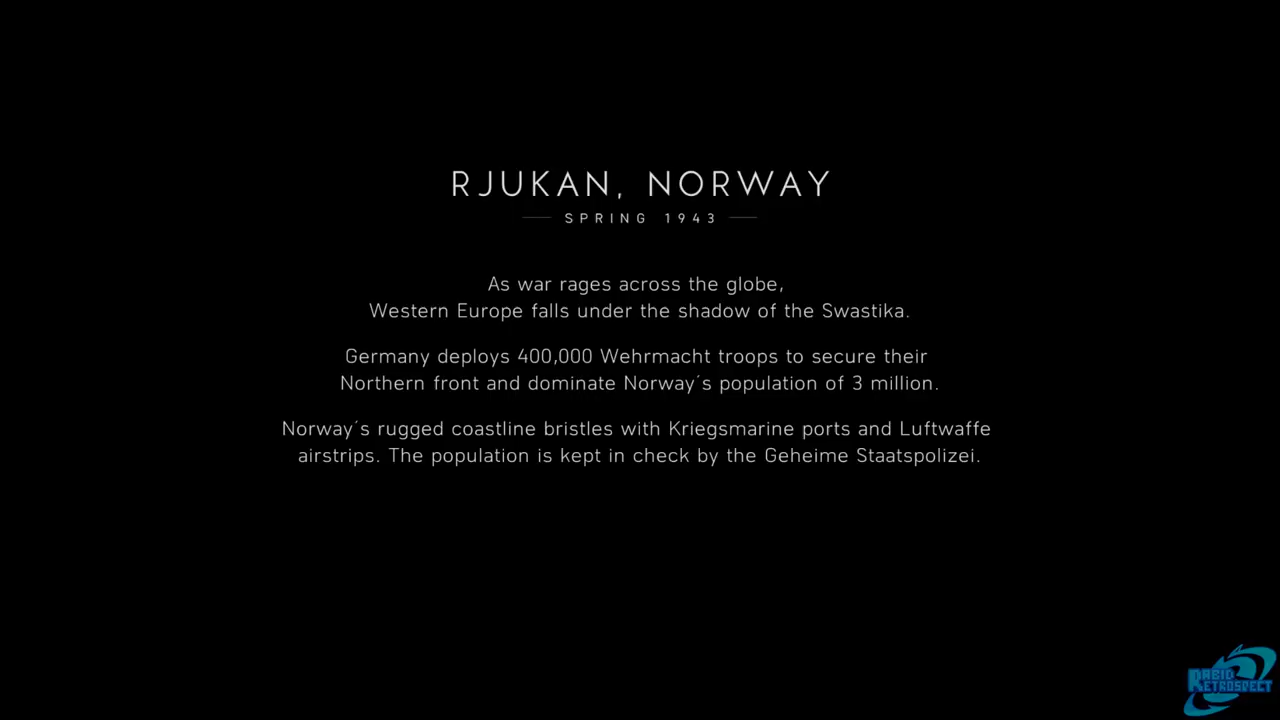 RJUKAN, NORWAY
SPRING 1943
As war rages across the globe,
Western Europe falls under the shadow of the Swastika.
Germany deploys 400,000 Wehrmacht troops to secure their
Northern front and dominate Norway´s population of 3 million.
Norway´s rugged coastline bristles with Kriegsmarine ports and Luftwaffe
airstrips. The population is kept in check by the Geheime Staatspolizei.
RABID
RETROSPECT